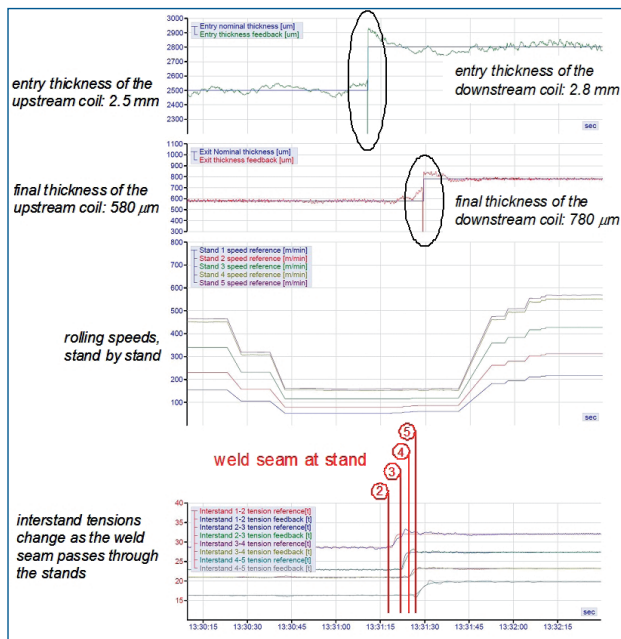 3000
2900
2800
2700
2600
2500
2400
2300
Entry nominal thickness [um]
Entry thickness feedback [um]
entry thickness of the
upstream coil: 2.5 mm
entry thickness of the
downstream coil: 2.8 mm
sec
1100
1000
900
800
700
600
500
400
300
Exit Nominal thickness [um]
Exit thickness feedback [um]
final thickness of the
upstream coil: 580 μm
final thickness of the
downstream coil: 780 μm
sec
800
700
600
500
400
300
200
100
Stand 1 speed reference [m/min]
Stand 2 speed reference [m/min]
Stand 3 speed reference [m/min]
Stand 4 speed reference [m/min]
Stand 5 speed reference [m/min]
rolling speeds,
stand by stand
sec
weld seam at stand
5
4
3
2
40
35
30
25
20
15
Interstand 1-2 tension reference[t]
Interstand 1-2 tension feedback [t]
Interstand 2-3 tension reference[t]
Interstand 2-3 tension feedback [t]
Interstand 3-4 tension reference[t]
Interstand 3-4 tension feedback [t]
Interstand 4-5 tension reference[t]
Interstand 4-5 tension feedback [t]
interstand tensions
change as the weld
seam passes through
the stands
sec
13:30:15 13:30:30 13:30:45 13:31:00 13:31:15 13:31:30 13:31:45 13:32:00 13:32:15